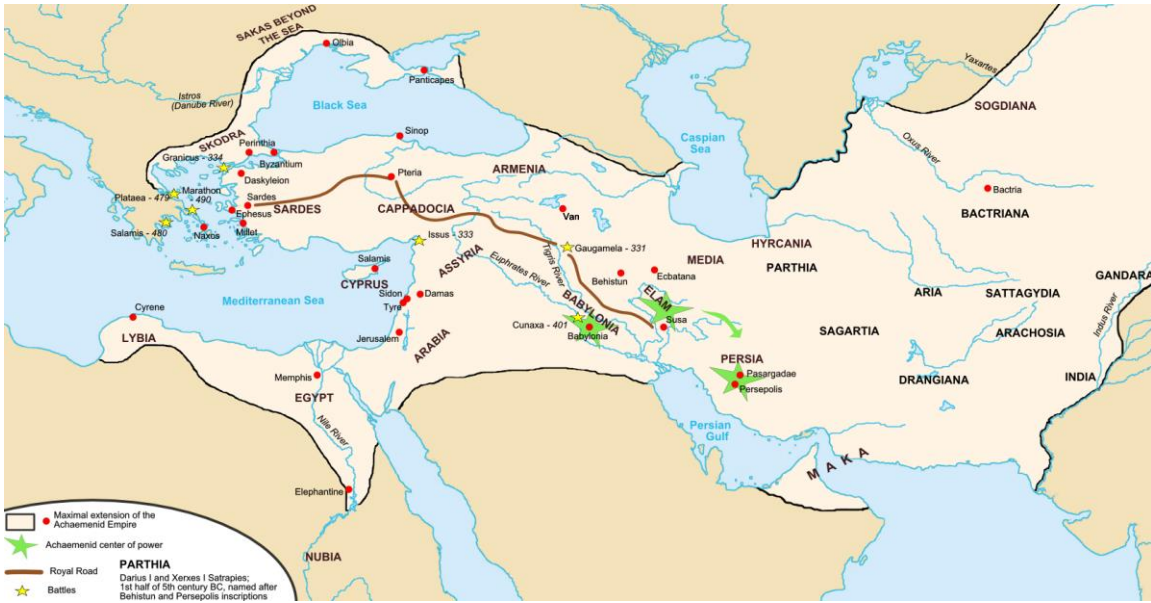 SAKAS BEYOND
THE SEA
Olbia
Panticapes
Yaxartes
SOGDIANA
Istros
(Danube River)
Black Sea
Caspian
Sea
Oxus River
SKODRA
Perinthia
Sinop
Granicus - 334
Byzantium
ARMENIA
Daskyleion
Pteria
Bactria
Plataea - 479
Marathon
- 490
Sardes
Ephesus
SARDES
CAPPADOCIA
Van
BACTRIANA
Salamis - 480
Naxos
Millet
Issus - 333
Gaugamela - 331
HYRCANIA
MEDIA
PARTHIA
Salamis
ASSYRIA
Euphrates River
Tigris River
Behistun
Ecbatana
GANDARA
CYPRUS
Sidon
Damas
Tyre
BABYLONIA
ELAM
ARIA
SATTAGYDIA
Mediterranean Sea
Cyrene
Cunaxa - 401
Babylonia
Susa
SAGARTIA
ARACHOSIA
Indus River
LYBIA
Jerusalem
ARABIA
PERSIA
Pasargadae
Persepolis
DRANGIANA
INDIA
Memphis
EGYPT
Nile River
Persian
Gulf
MAKA
Elephantine
NUBIA
Maximal extension of the
Achaemenid Empire
Achaemenid center of power
Royal Road
Battles
PARTHIA
Darius I and Xerxes I Satrapies;
1st half of 5th century BC, named after
Behistun and Persepolis inscriptions